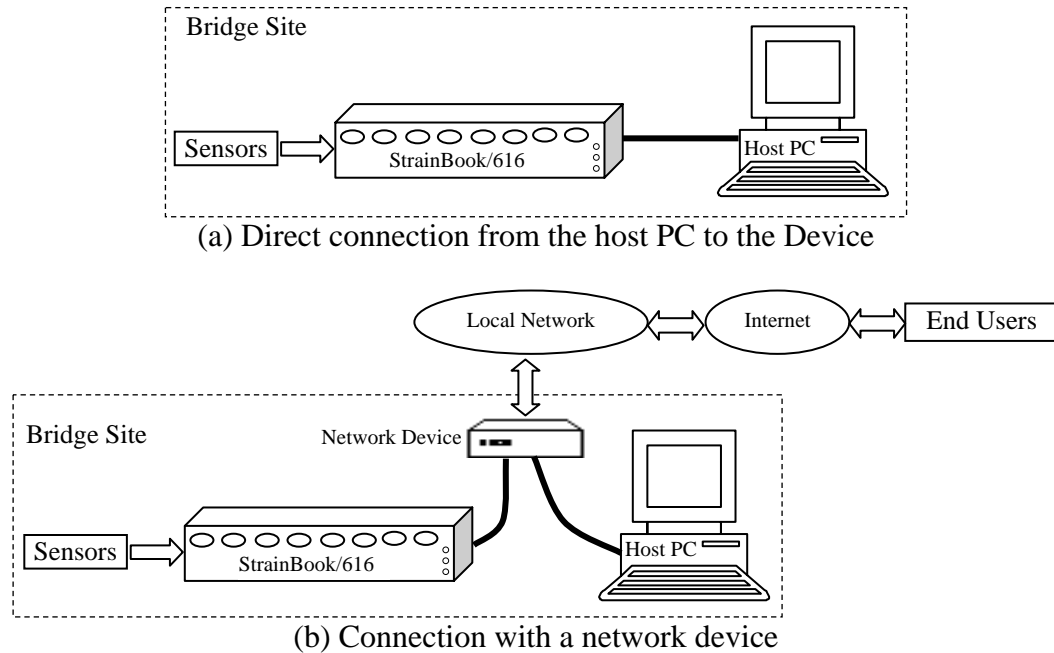 Bridge Site
Sensors
StrainBook/616
Host PC
(a) Direct connection from the host PC to the Device
Local Network
Internet
End Users
Bridge Site
Network Device
Sensors
StrainBook/616
Host PC
(b) Connection with a network device